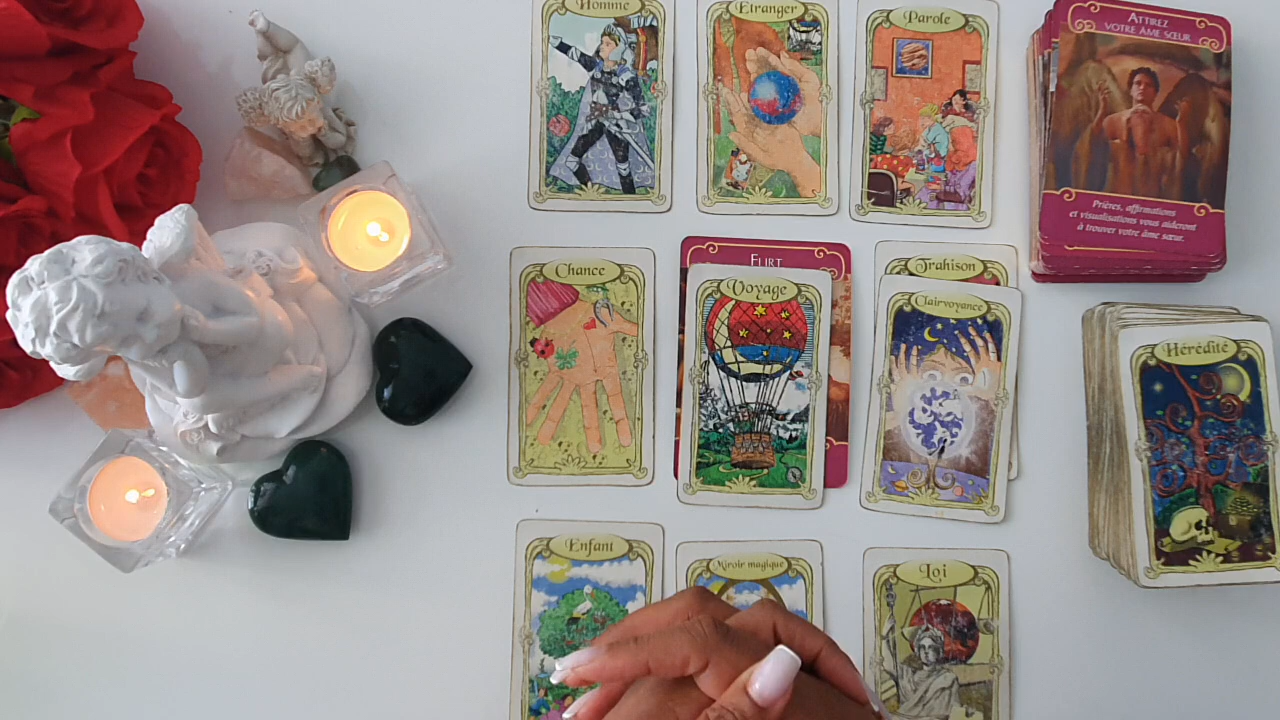 Homme
Etranger
Parole
ATTIREZ
VOTRE ÂME SŒUR
Prières, affirmations
et visualisations vous aideront
à trouver votre âme sœur.
Chance
FLIRT
Voyage
Trahison
Clairvoyance
Hérédité
Enfant
Miroir magique
Loi